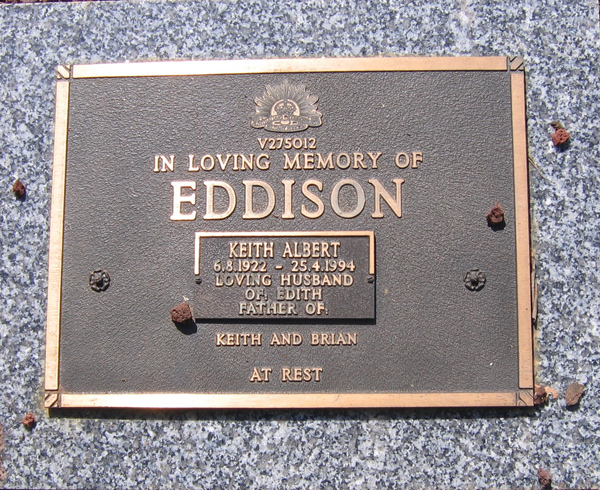 V275012
IN LOVING MEMORY OF
EDDISON
KEITH ALBERT
6.8.1922 - 25.4.1994
LOVING HUSBAND
OF: EDITH
FATHER OF:
KEITH AND BRIAN
AT REST